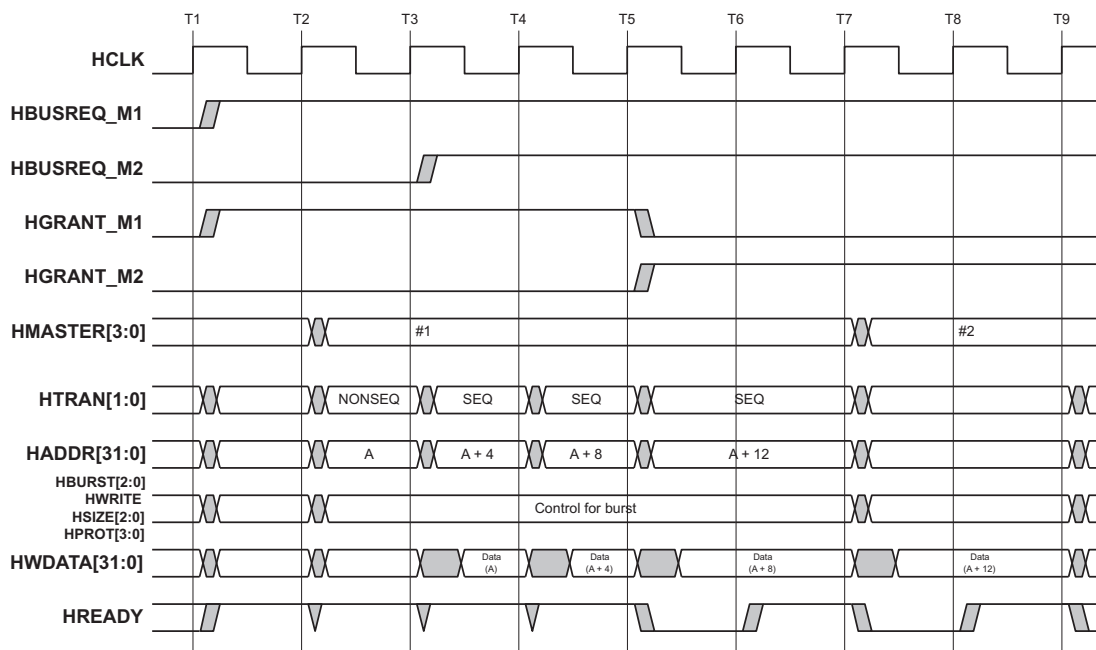 T1 T2 T3 T4 T5 T6 T7 T8 T9
HCLK
HBUSREQ_M1
HBUSREQ_M2
HGRANT_M1
HGRANT_M2
HMASTER[3:0] #1 #2
HTRAN[1:0] NONSEQ SEQ SEQ SEQ
HADDR[31:0] A A + 4 A + 8 A + 12
HBURST[2:0]
HWRITE
HSIZE[2:0]
HPROT[3:0]
Control for burst
HWDATA[31:0]
Data
(A)
Data
(A + 4)
Data
(A + 8)
Data
(A + 12)
HREADY